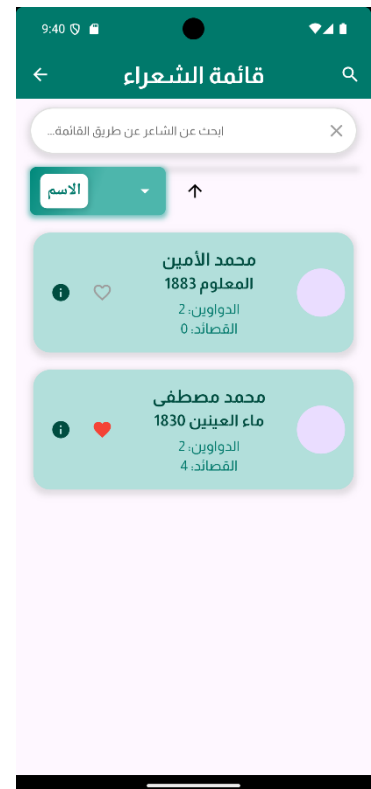 9:40
قائمة الشعراء
ابحث عن الشاعر عن طريق القائمة...
الاسم
محمد الأمين
المعلوم 1883
الدواوين: 2
القصائد: 0
محمد مصطفى
ماء العينين 1830
الدواوين: 2
القصائد: 4